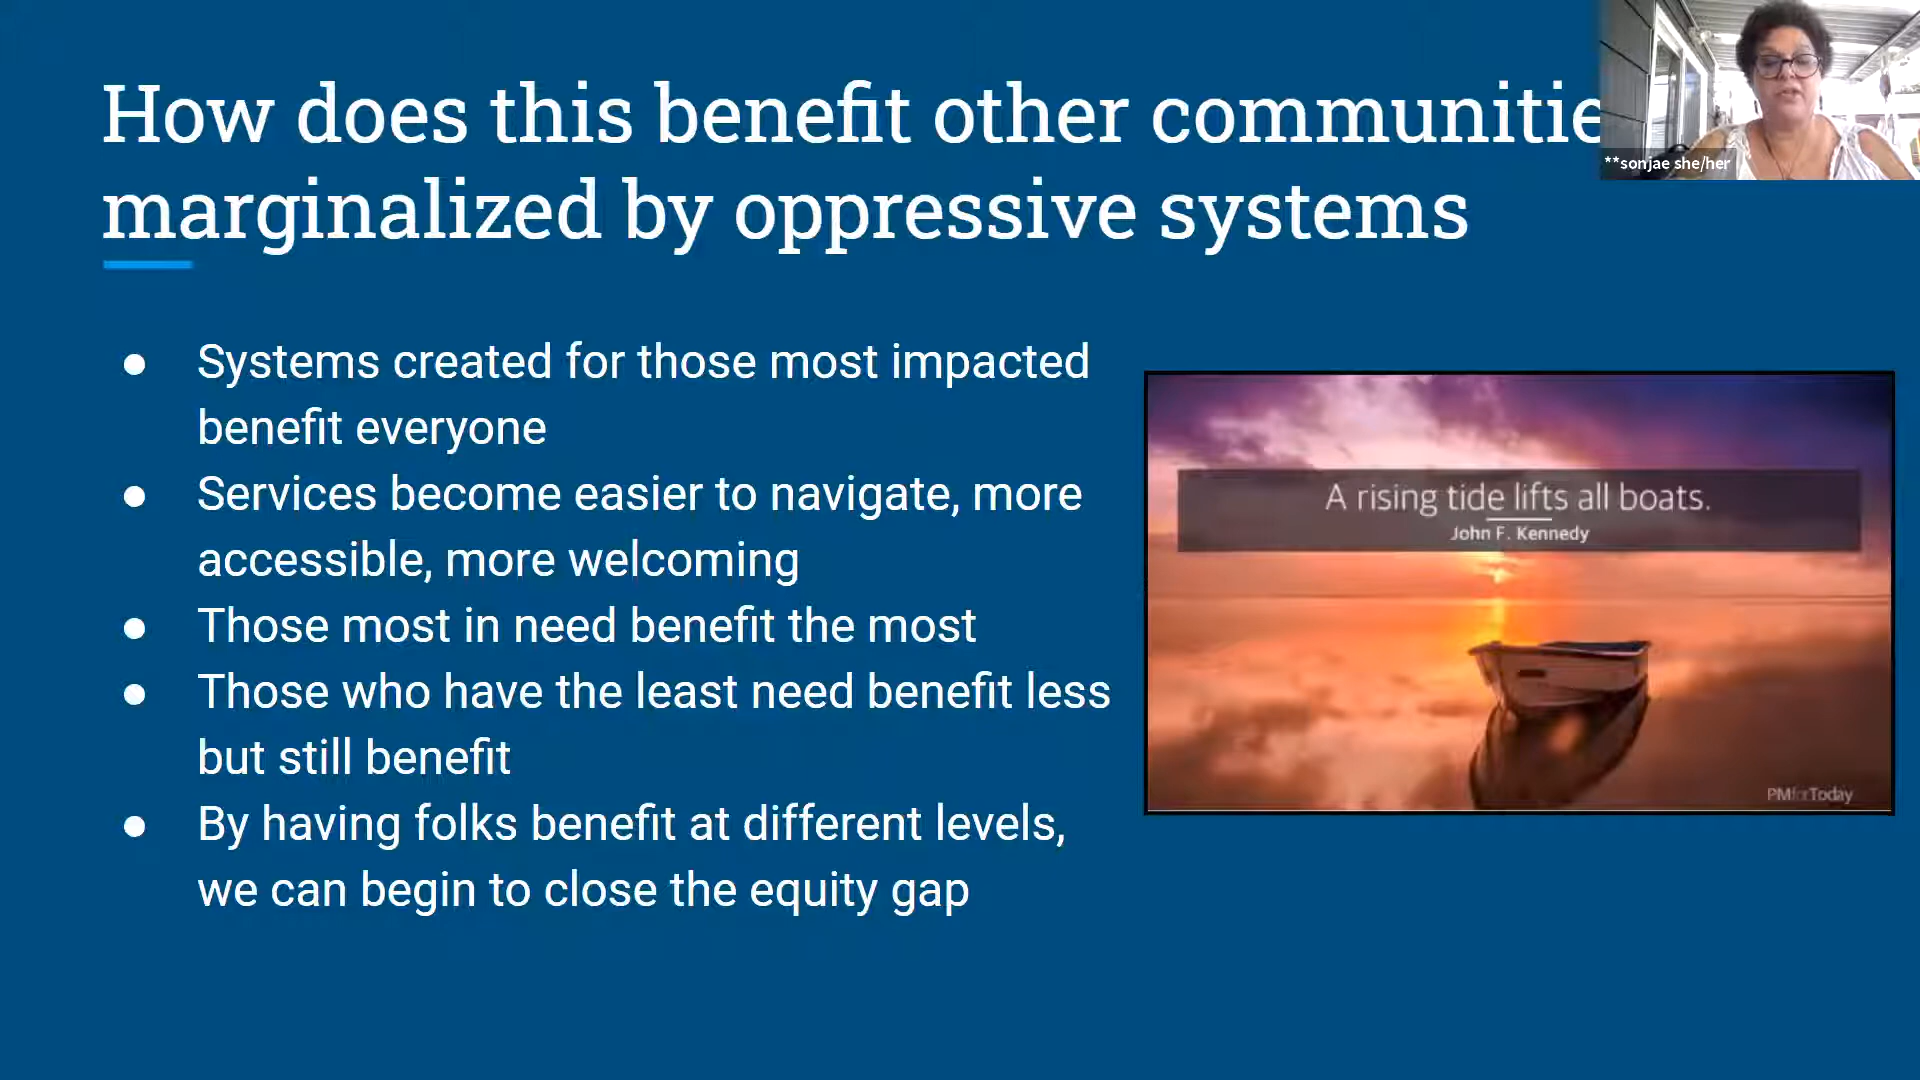 How does this benefit other communitie
marginalized by oppressive systems
**sonjae she/her
● Systems created for those most impacted
benefit everyone
● Services become easier to navigate, more
accessible, more welcoming
● Those most in need benefit the most
● Those who have the least need benefit less
but still benefit
● By having folks benefit at different levels,
we can begin to close the equity gap
A rising tide lifts all boats.
John F. Kennedy
PMforToday